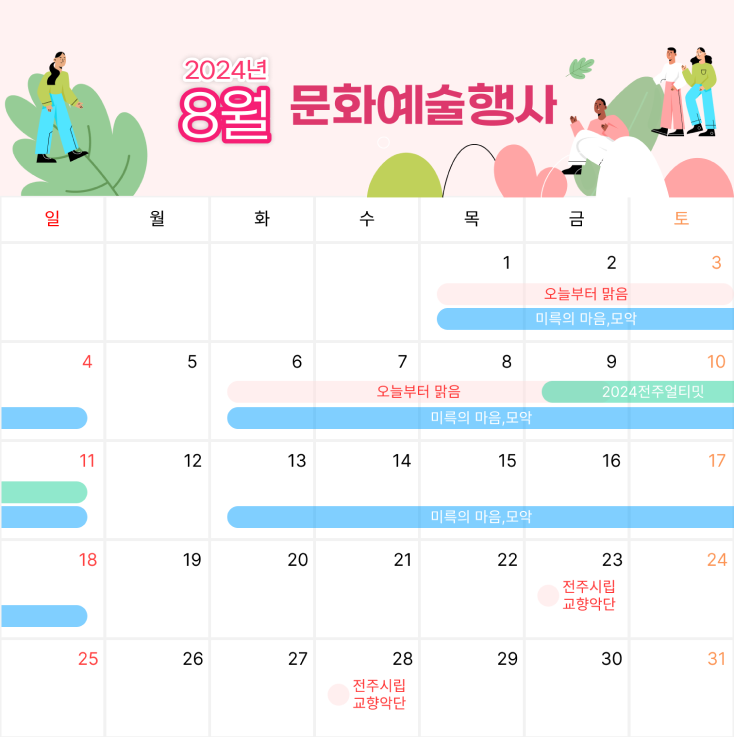 2024년
8월 문화예술행사
일 월 화 수 목 금 토
1 2 3
오늘부터 맑음
미륵의 마음,모악
4 5 6 7 8 9 10
오늘부터 맑음 2024전주얼티밋
미륵의 마음,모악
11 12 13 14 15 16 17
미륵의 마음,모악
18 19 20 21 22 23 24
전주시립
교향악단
25 26 27 28 29 30 31
전주시립
교향악단